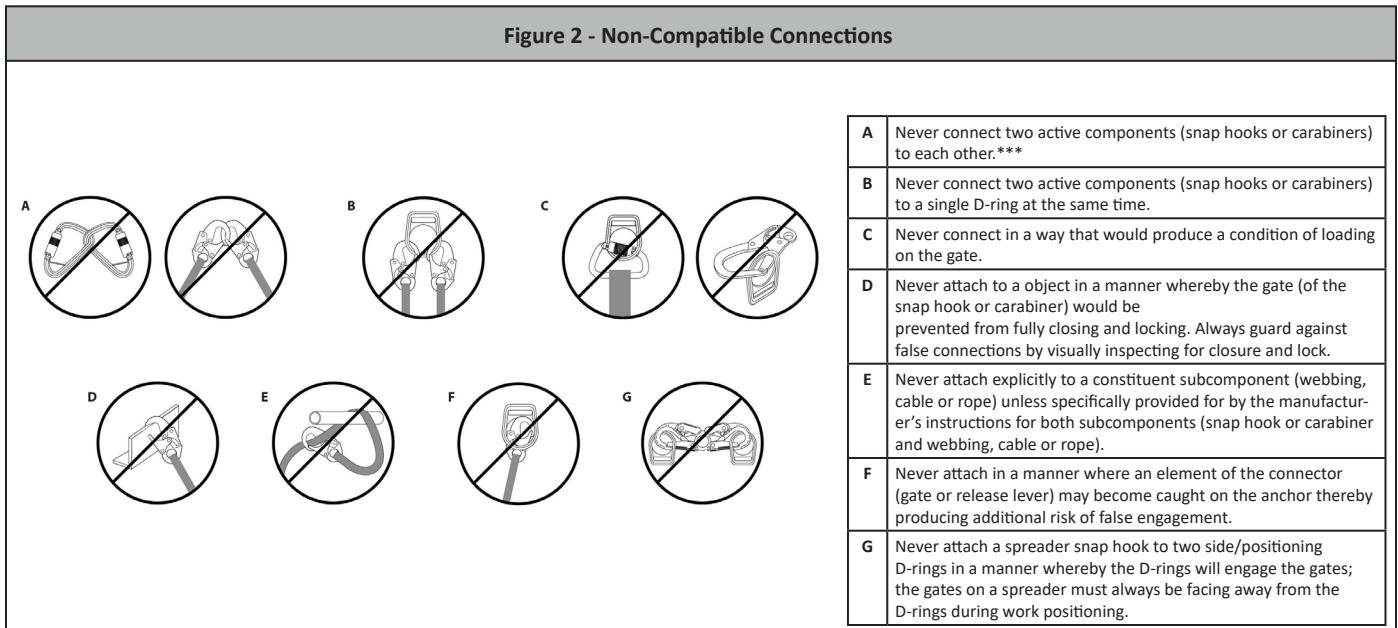 Figure 2 - Non-Compatible Connections
A
B
C
D
E
F
G
A Never connect two active components (snap hooks or carabiners)
to each other.***
B Never connect two active components (snap hooks or carabiners)
to a single D-ring at the same time.
C Never connect in a way that would produce a condition of loading
on the gate.
D Never attach to a object in a manner whereby the gate (of the
snap hook or carabiner) would be
prevented from fully closing and locking. Always guard against
false connections by visually inspecting for closure and lock.
E Never attach explicitly to a constituent subcomponent (webbing,
cable or rope) unless specifically provided for by the manufactur-
er’s instructions for both subcomponents (snap hook or carabiner
and webbing, cable or rope).
F Never attach in a manner where an element of the connector
(gate or release lever) may become caught on the anchor thereby
producing additional risk of false engagement.
G Never attach a spreader snap hook to two side/positioning
D-rings in a manner whereby the D-rings will engage the gates;
the gates on a spreader must always be facing away from the
D-rings during work positioning.